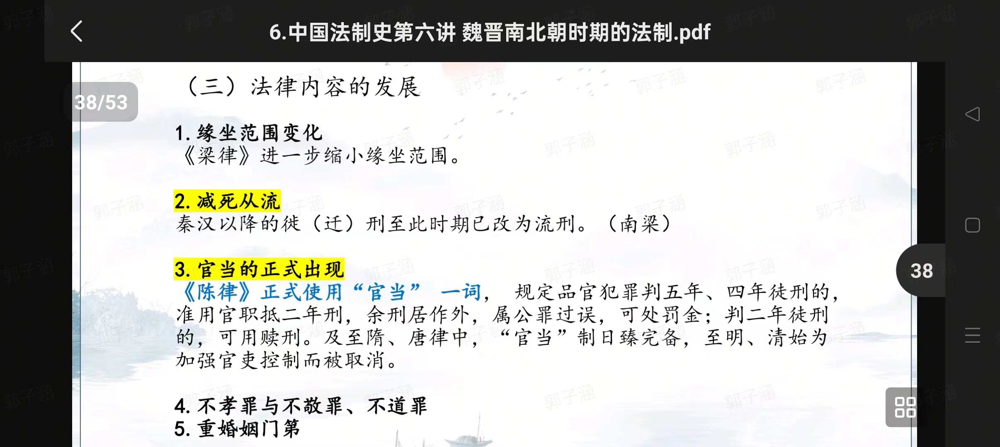 6.中国法制史第六讲 魏晋南北朝时期的法制.pdf
38/53
（三）法律内容的发展
1. 缘坐范围变化
《梁律》进一步缩小缘坐范围。
2. 减死从流
秦汉以降的徙（迁）刑至此时期已改为流刑。（南梁）
3. 官当的正式出现
《陈律》正式使用“官当” 一词， 规定品官犯罪判五年、四年徒刑的，
准用官职抵二年刑，余刑居作外，属公罪过误，可处罚金；判二年徒刑
的，可用赎刑。及至隋、唐律中，“官当”制日臻完备，至明、清始为
加强官吏控制而被取消。
4. 不孝罪与不敬罪、不道罪
5. 重婚姻门第
38
郭子涵